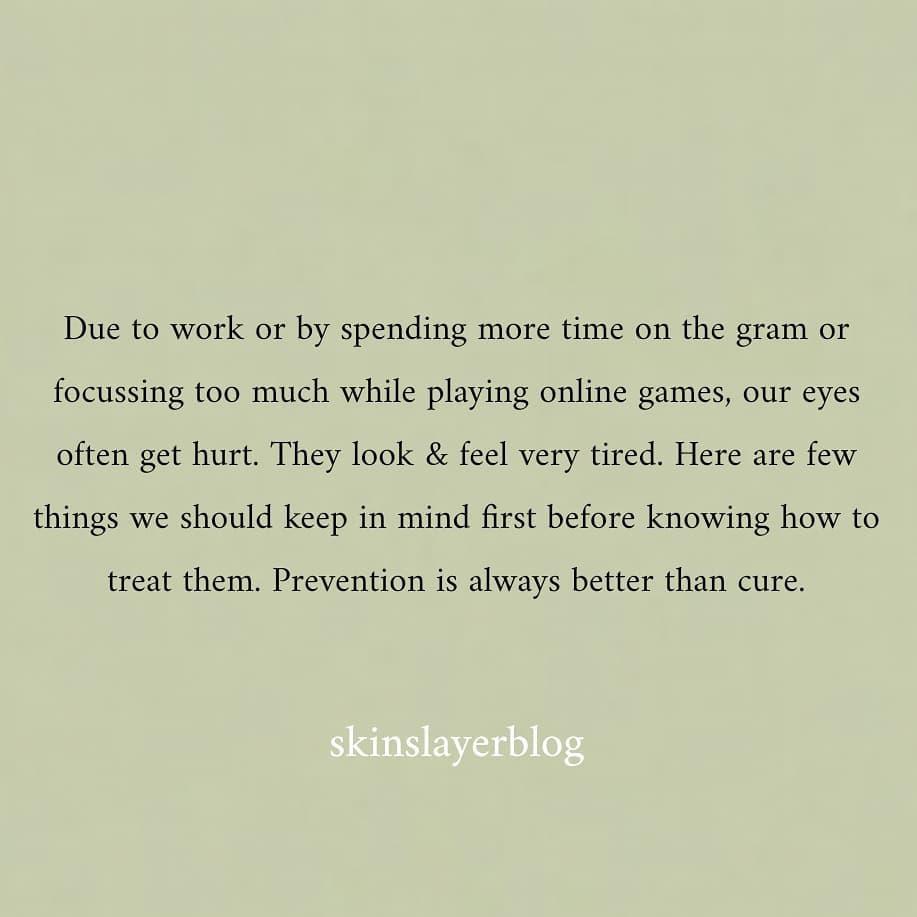 Due to work or by spending more time on the gram or
focussing too much while playing online games, our eyes
often get hurt. They look & feel very tired. Here are few
things we should keep in mind first before knowing how to
treat them. Prevention is always better than cure.
skinslayerblog